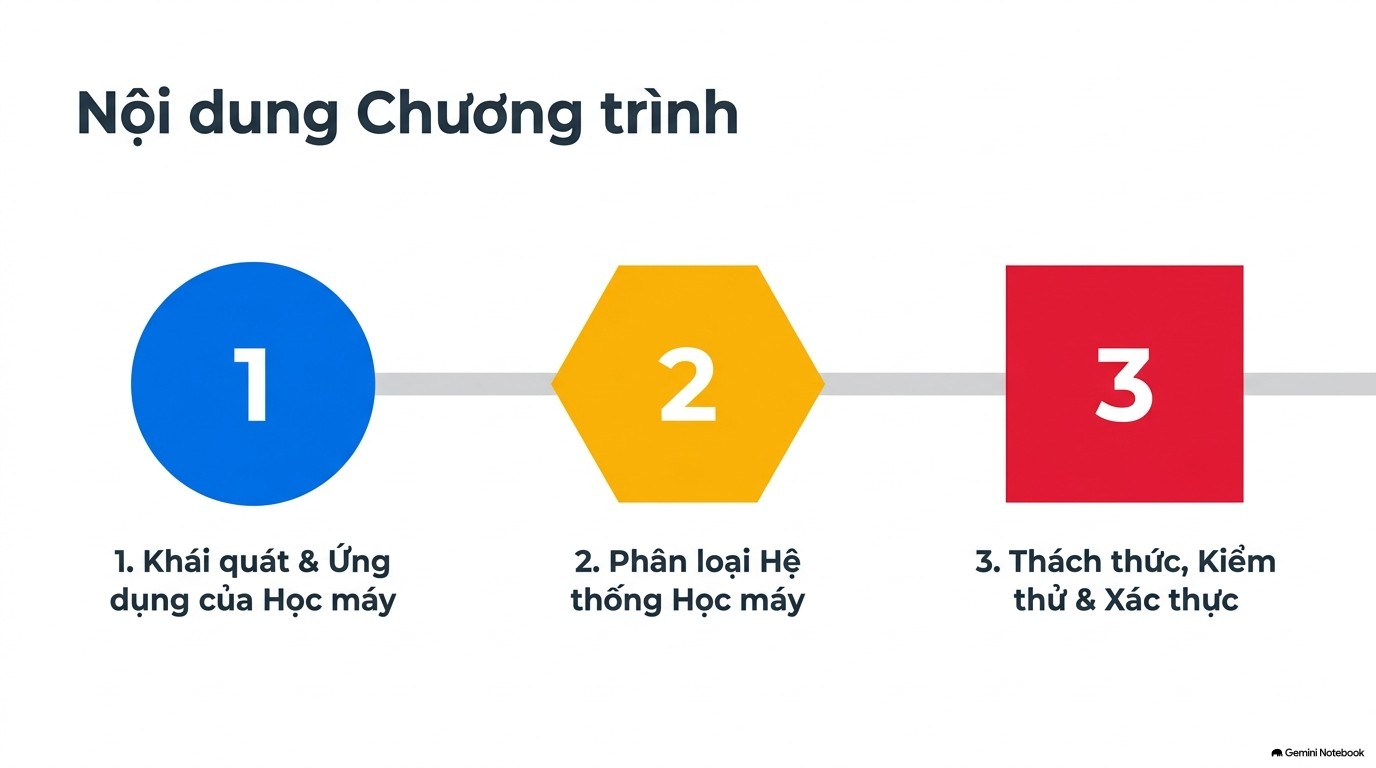 Nội dung Chương trình
1
2
3
1. Khái quát & Ứng
dụng của Học máy
2. Phân loại Hệ
thống Học máy
3. Thách thức, Kiểm
thử & Xác thực
Gemini Notebook